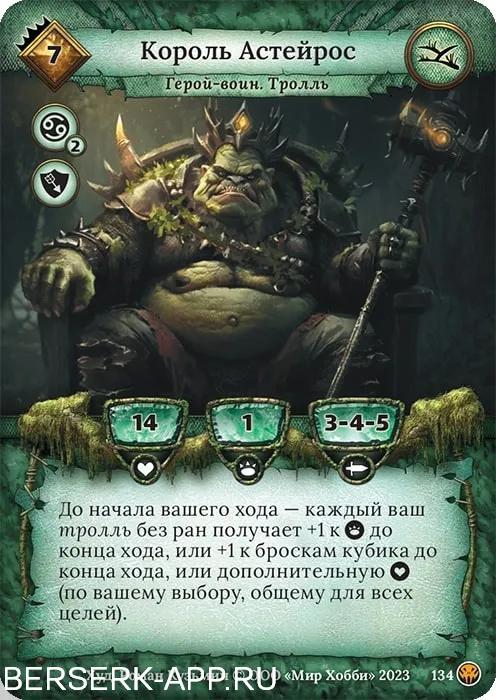 7
Король Астейрос
Герой-воин. Тролль
2
14
1
3-4-5
До начала вашего хода — каждый ваш
тролль без ран получает +1 к до
конца хода, или +1 к броскам кубика до
конца хода, или дополнительную
(по вашему выбору, общему для всех
целей).
«Мир Хобби» 2023
134
BERSERK-APP.RU